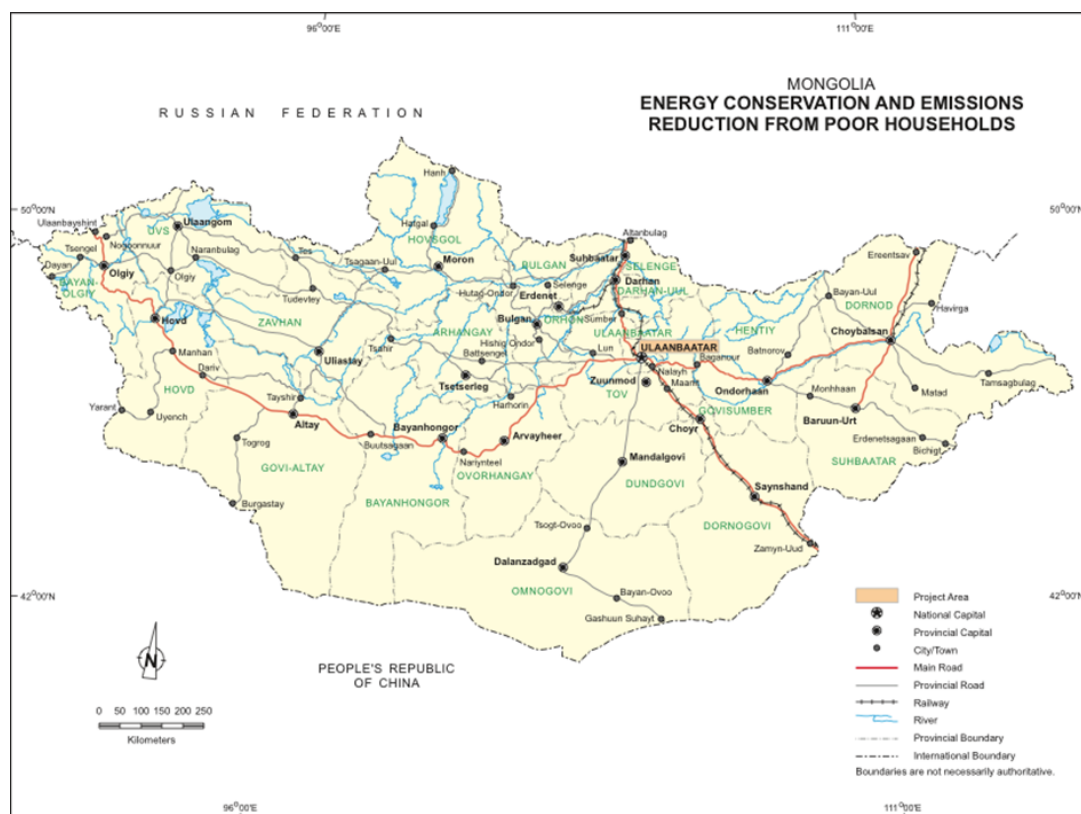 96°00'E
111°00'E
MONGOLIA
ENERGY CONSERVATION AND EMISSIONS
REDUCTION FROM POOR HOUSEHOLDS
RUSSIAN FEDERATION
Hanh
50°00'N
50°00'N
Ulaanbayshint
Ulaangom
UVS
Nogoonnuur
Tsengel
Naranbulag
Dayan
Olgiy
Olgiy
BAYAN-
OLGIY
Tes
Tsagaan-Uul
Hatgal
HOVSGOL
Moron
Altanbulag
Suhbaatar
SELENGE
BULGAN
Darhan
DARHAN-UUL
Ereentsav
Tudevley
Hutag-Ondor
Selenge
Erdenet
Bayan-Uul
DORNOD
Havirga
Hovd
ZAVHAN
ORHON
Sumber
Bulgan
ARHANGAY
ULAANBAATAR
HENTIY
Choybalsan
Manhan
Uliastay
Tsahir
Hishig Ondor
Battsengel
Lun
ULAANBAATAR
Baganuur
Batnorov
Dariv
Tsetserleg
Nalayh
Zuunmod
Maanit
Ondorhaan
Tamsagbulag
HOVD
TOV
Monhhaan
Matad
Yarant
Uyench
Tayshir
Harhorin
GOVISUMBER
Baruun-Urt
Altay
Bayanhongor
Choyr
Togrog
Buutsagaan
Arvayheer
Erdenetsagaan
Bichigt
Nariynteel
Mandalgovi
SUHBAATAR
GOVI-ALTAY
OVORHANGAY
DUNDGOVI
BAYANHONGOR
Burgastay
Saynshand
Tsogt-Ovoo
DORNOGOVI
Zamyn-Uud
Dalanzadgad
OMNOGOVI
Bayan-Ovoo
Gashuun Suhayt
42°00'N
42°00'N
PEOPLE'S REPUBLIC
OF CHINA
N
0 50 100 150 200 250
Kilometers
Project Area
National Capital
Provincial Capital
City/Town
Main Road
Provincial Road
Railway
River
Provincial Boundary
International Boundary
Boundaries are not necessarily authoritative.
96°00'E
111°00'E